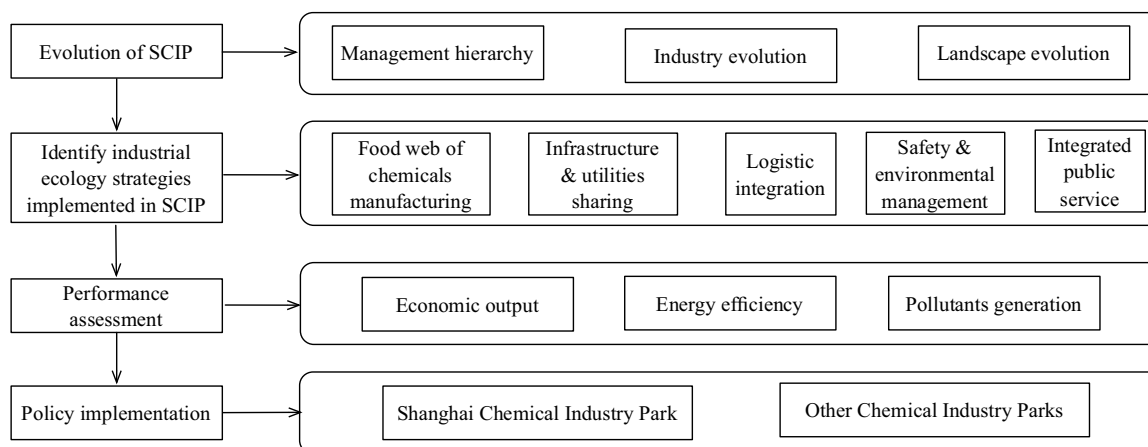 Evolution of SCIP
Management hierarchy
Industry evolution
Landscape evolution
Identify industrial
ecology strategies
implemented in SCIP
Food web of
chemicals
manufacturing
Infrastructure
& utilities
sharing
Logistic
integration
Safety &
environmental
management
Integrated
public
service
Performance
assessment
Economic output
Energy efficiency
Pollutants generation
Policy implementation
Shanghai Chemical Industry Park
Other Chemical Industry Parks